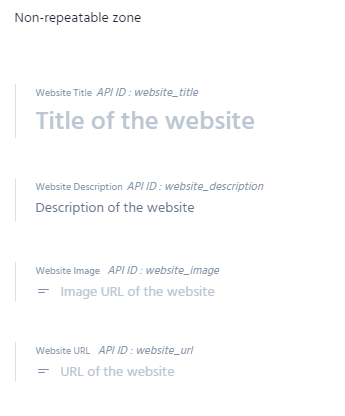 Non-repeatable zone
Website Title API ID : website_title
Title of the website
Website Description API ID : website_description
Description of the website
Website Image API ID : website_image
Image URL of the website
Website URL API ID : website_url
URL of the website